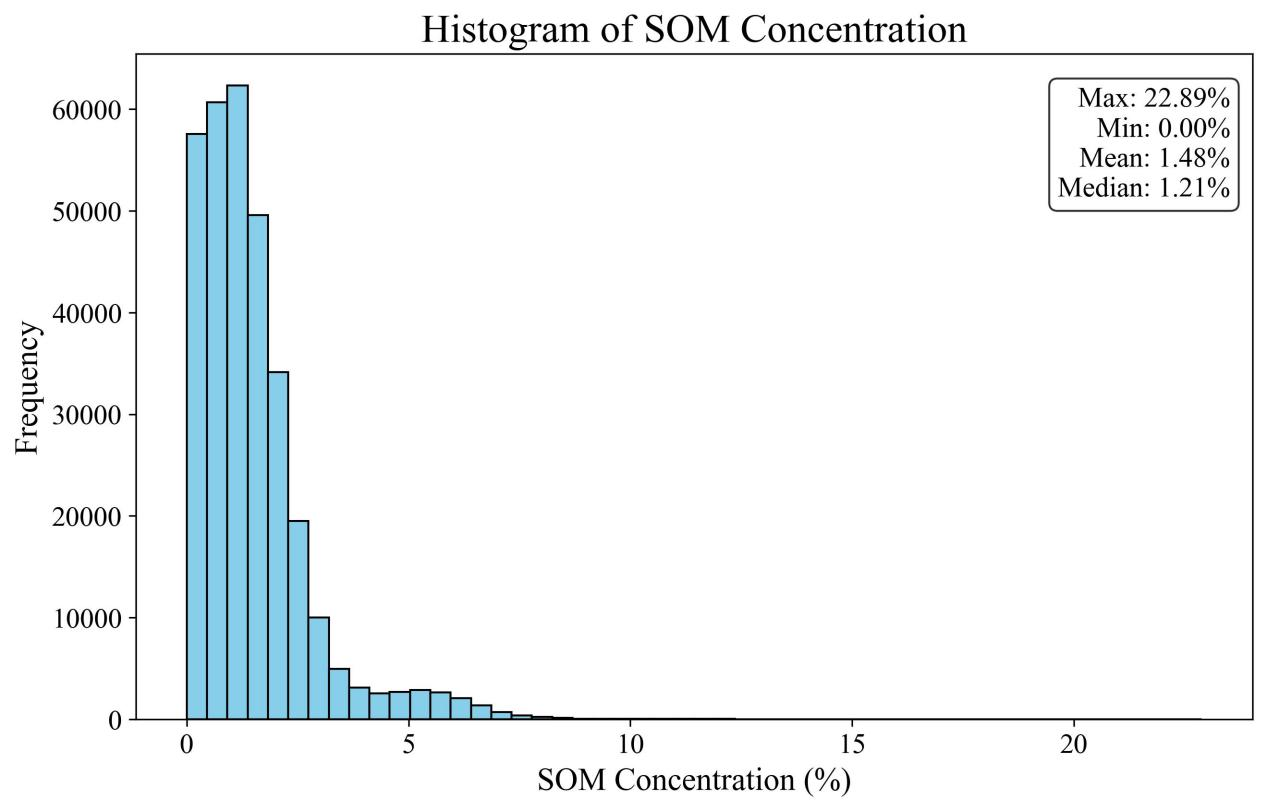 Histogram of SOM Concentration
Max: 22.89%
Min: 0.00%
Mean: 1.48%
Median: 1.21%
Frequency
60000
50000
40000
30000
20000
10000
0
0 5 10 15 20
SOM Concentration (%)